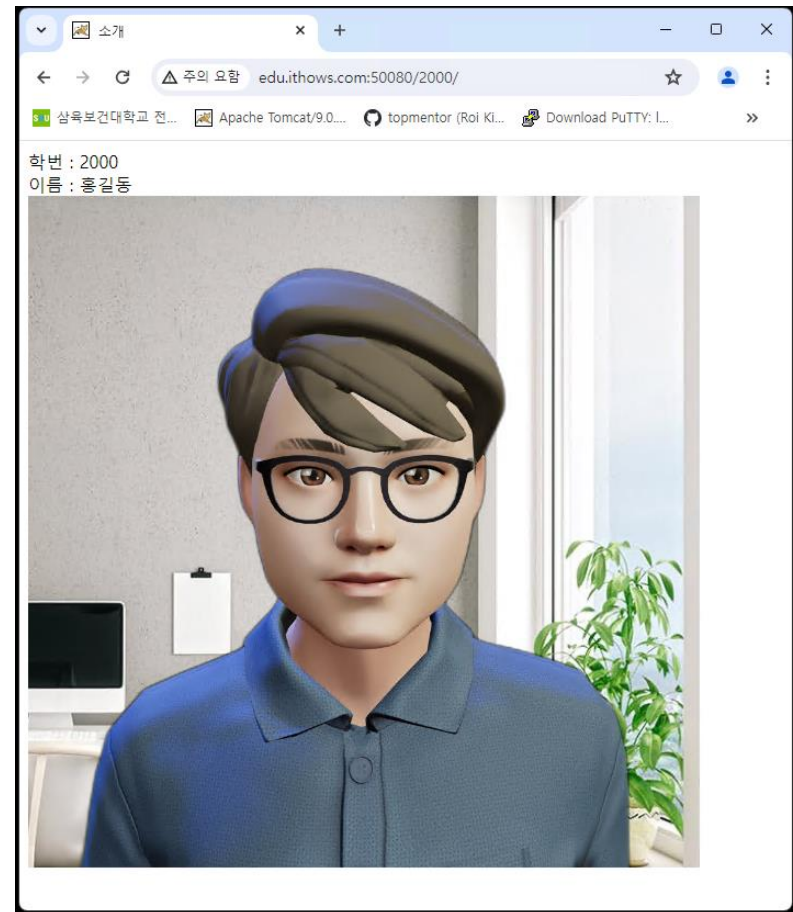 소개
주의 요함 edu.ithows.com:50080/2000/
SU 삼육보건대학교 전... Apache Tomcat/9.0.... topmentor (Roi Ki... Download PuTTY: l...
학번 : 2000
이름 : 홍길동